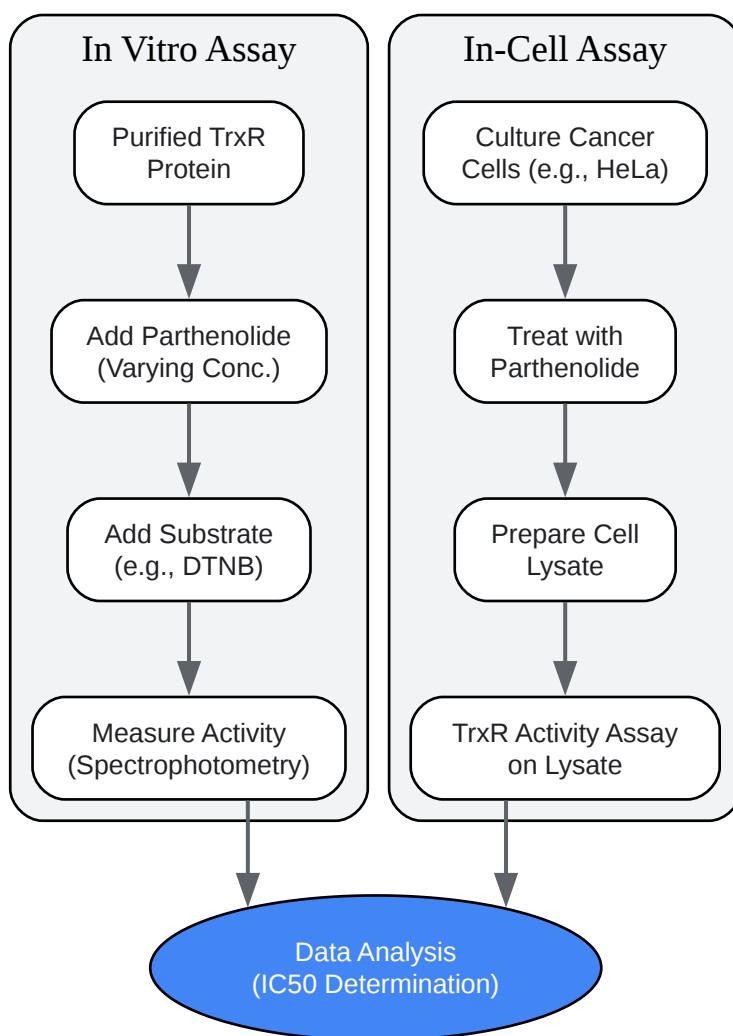 In Vitro Assay
Purified TrxR
Protein
Add Parthenolide
(Varying Conc.)
Add Substrate
(e.g., DTNB)
Measure Activity
(Spectrophotometry)
In-Cell Assay
Culture Cancer
Cells (e.g., HeLa)
Treat with
Parthenolide
Prepare Cell
Lysate
TrxR Activity Assay
on Lysate
Data Analysis
(IC50 Determination)